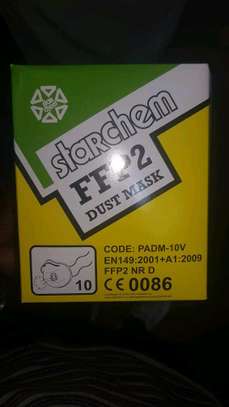 starchem
FFP2
DUST MASK
CODE: PADM-10V
EN149:2001+A1:2009
FFP2 NR D
10
CE 0086